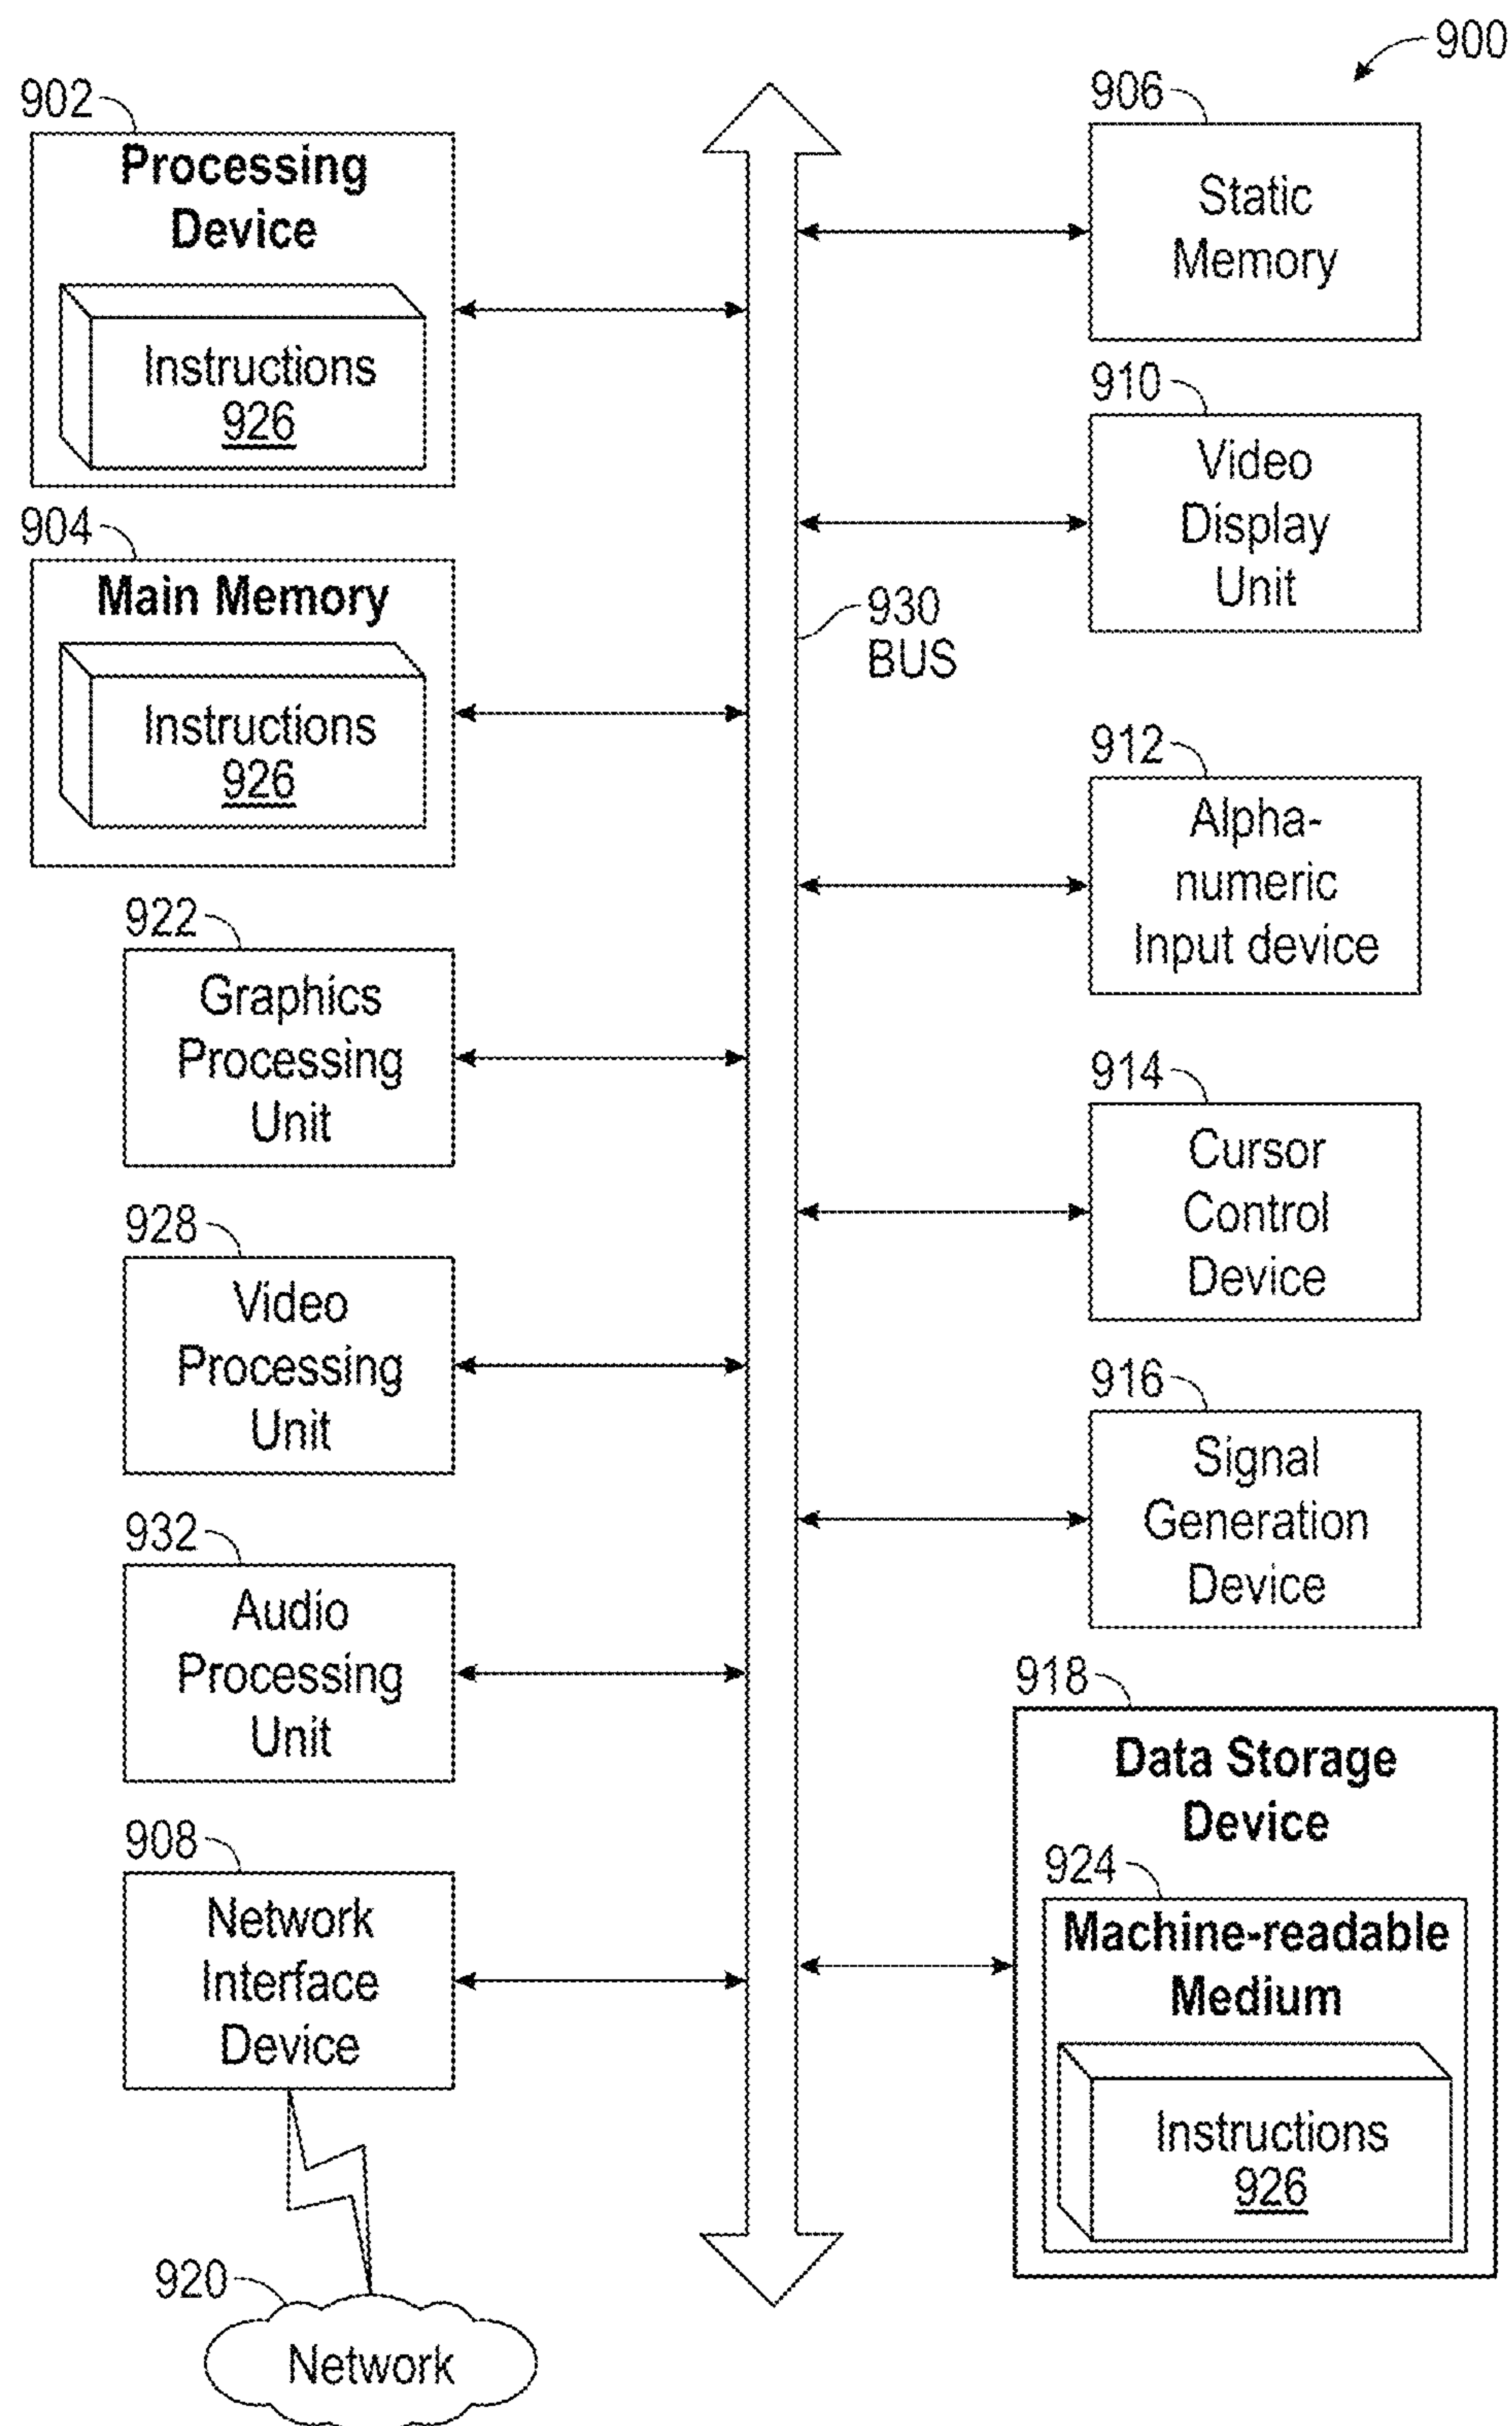 900
902
Processing
Device
Instructions
926
904
Main Memory
Instructions
926
922
Graphics
Processing
Unit
928
Video
Processing
Unit
932
Audio
Processing
Unit
908
Network
Interface
Device
920
Network
930
BUS
906
Static
Memory
910
Video
Display
Unit
912
Alpha-
numeric
Input device
914
Cursor
Control
Device
916
Signal
Generation
Device
918
Data Storage
Device
924
Machine-readable
Medium
Instructions
926